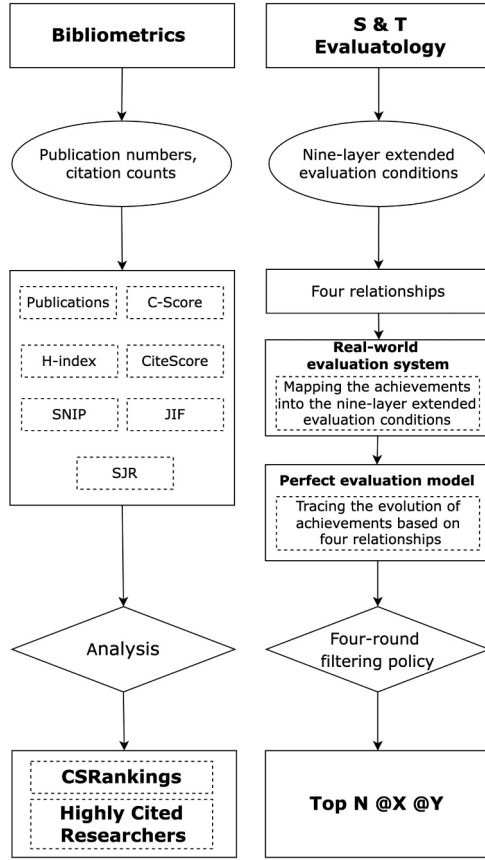 Bibliometrics
Publication numbers,
citation counts
Publications
C-Score
H-index
CiteScore
SNIP
JIF
SJR
Analysis
CSRankings
Highly Cited
Researchers
S & T
Evaluatology
Nine-layer extended
evaluation conditions
Four relationships
Real-world
evaluation system
Mapping the achievements
into the nine-layer extended
evaluation conditions
Perfect evaluation model
Tracing the evolution of
achievements based on
four relationships
Four-round
filtering policy
Top N @X @Y